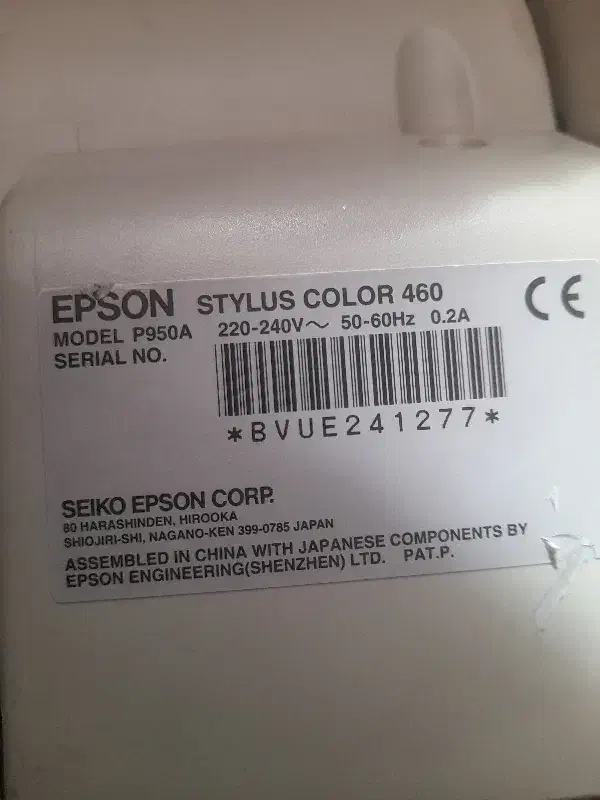 EPSON STYLUS COLOR 460
MODEL P950A 220-240V～ 50-60Hz 0.2A
SERIAL NO.
*BVUE241277*
CE
SEIKO EPSON CORP.
80 HARASHINDEN, HIROOKA
SHIOJIRI-SHI, NAGANO-KEN 399-0785 JAPAN
ASSEMBLED IN CHINA WITH JAPANESE COMPONENTS BY
EPSON ENGINEERING(SHENZHEN) LTD. PAT.P.